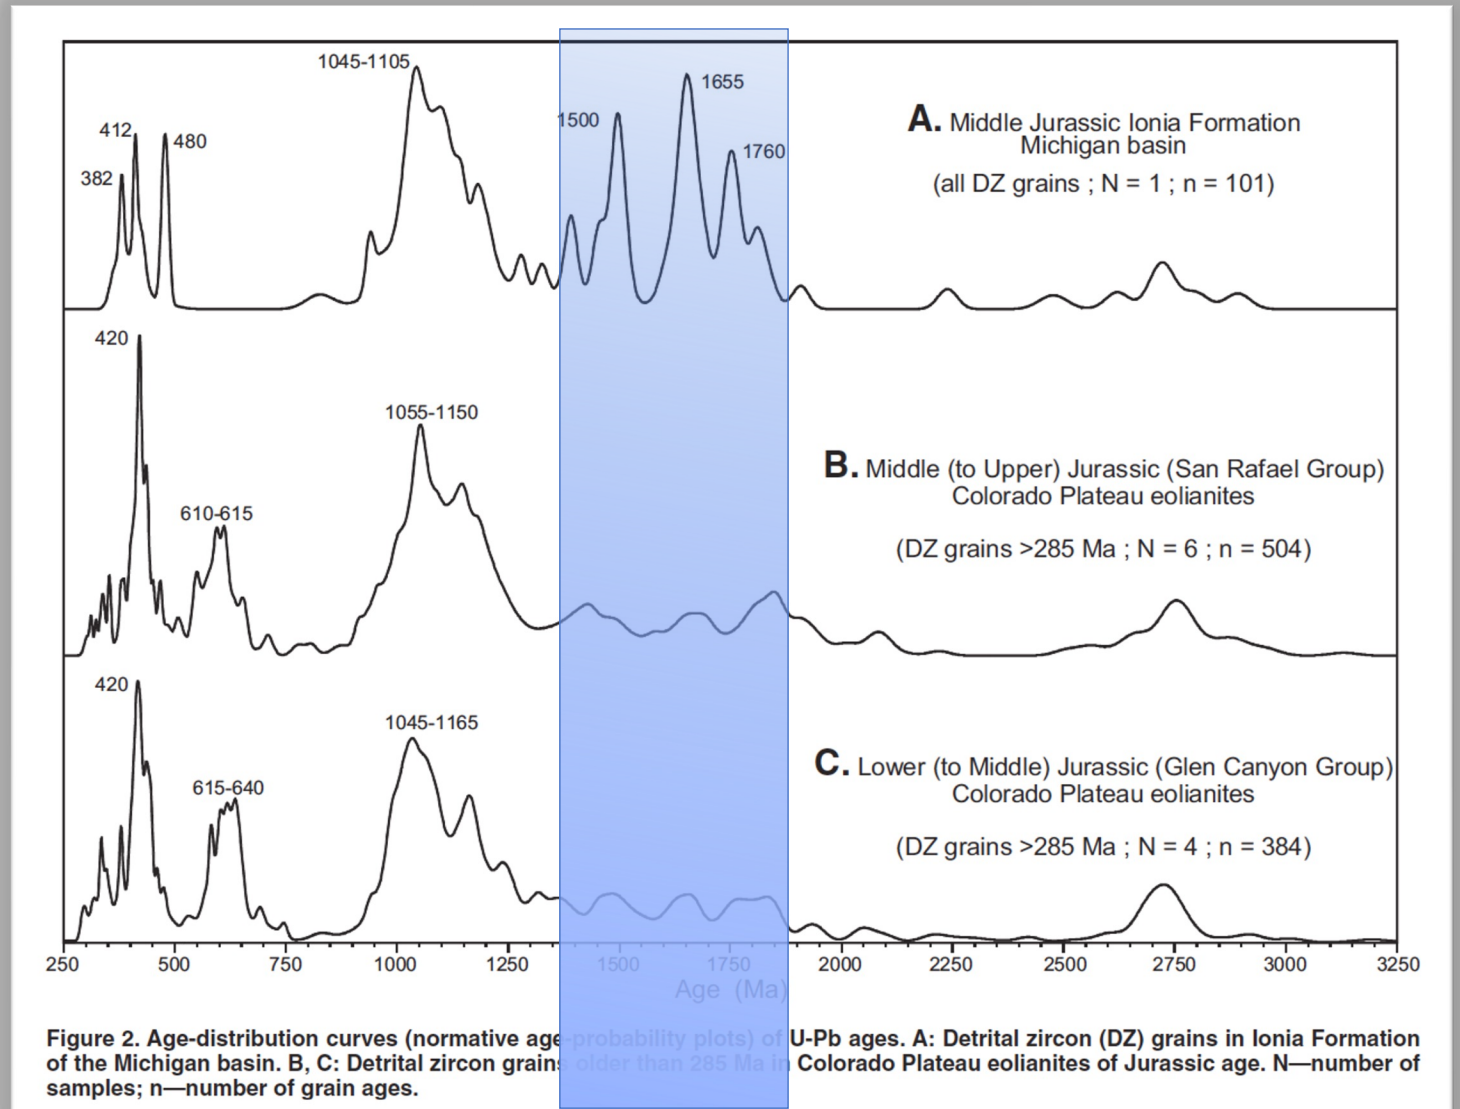 1045-1105
412
480
382
1500
1655
1760
A. Middle Jurassic Ionia Formation
Michigan basin
(all DZ grains ; N = 1 ; n = 101)
420
1055-1150
610-615
B. Middle (to Upper) Jurassic (San Rafael Group)
Colorado Plateau eolianites
(DZ grains >285 Ma ; N = 6 ; n = 504)
420
1045-1165
615-640
C. Lower (to Middle) Jurassic (Glen Canyon Group)
Colorado Plateau eolianites
(DZ grains >285 Ma ; N = 4 ; n = 384)
250 500 750 1000 1250 1500 1750 2000 2250 2500 2750 3000 3250
Age (Ma)
Figure 2. Age-distribution curves (normative age-probability plots) of U-Pb ages. A: Detrital zircon (DZ) grains in Ionia Formation
of the Michigan basin. B, C: Detrital zircon grains older than 285 Ma in Colorado Plateau eolianites of Jurassic age. N—number of
samples; n—number of grain ages.